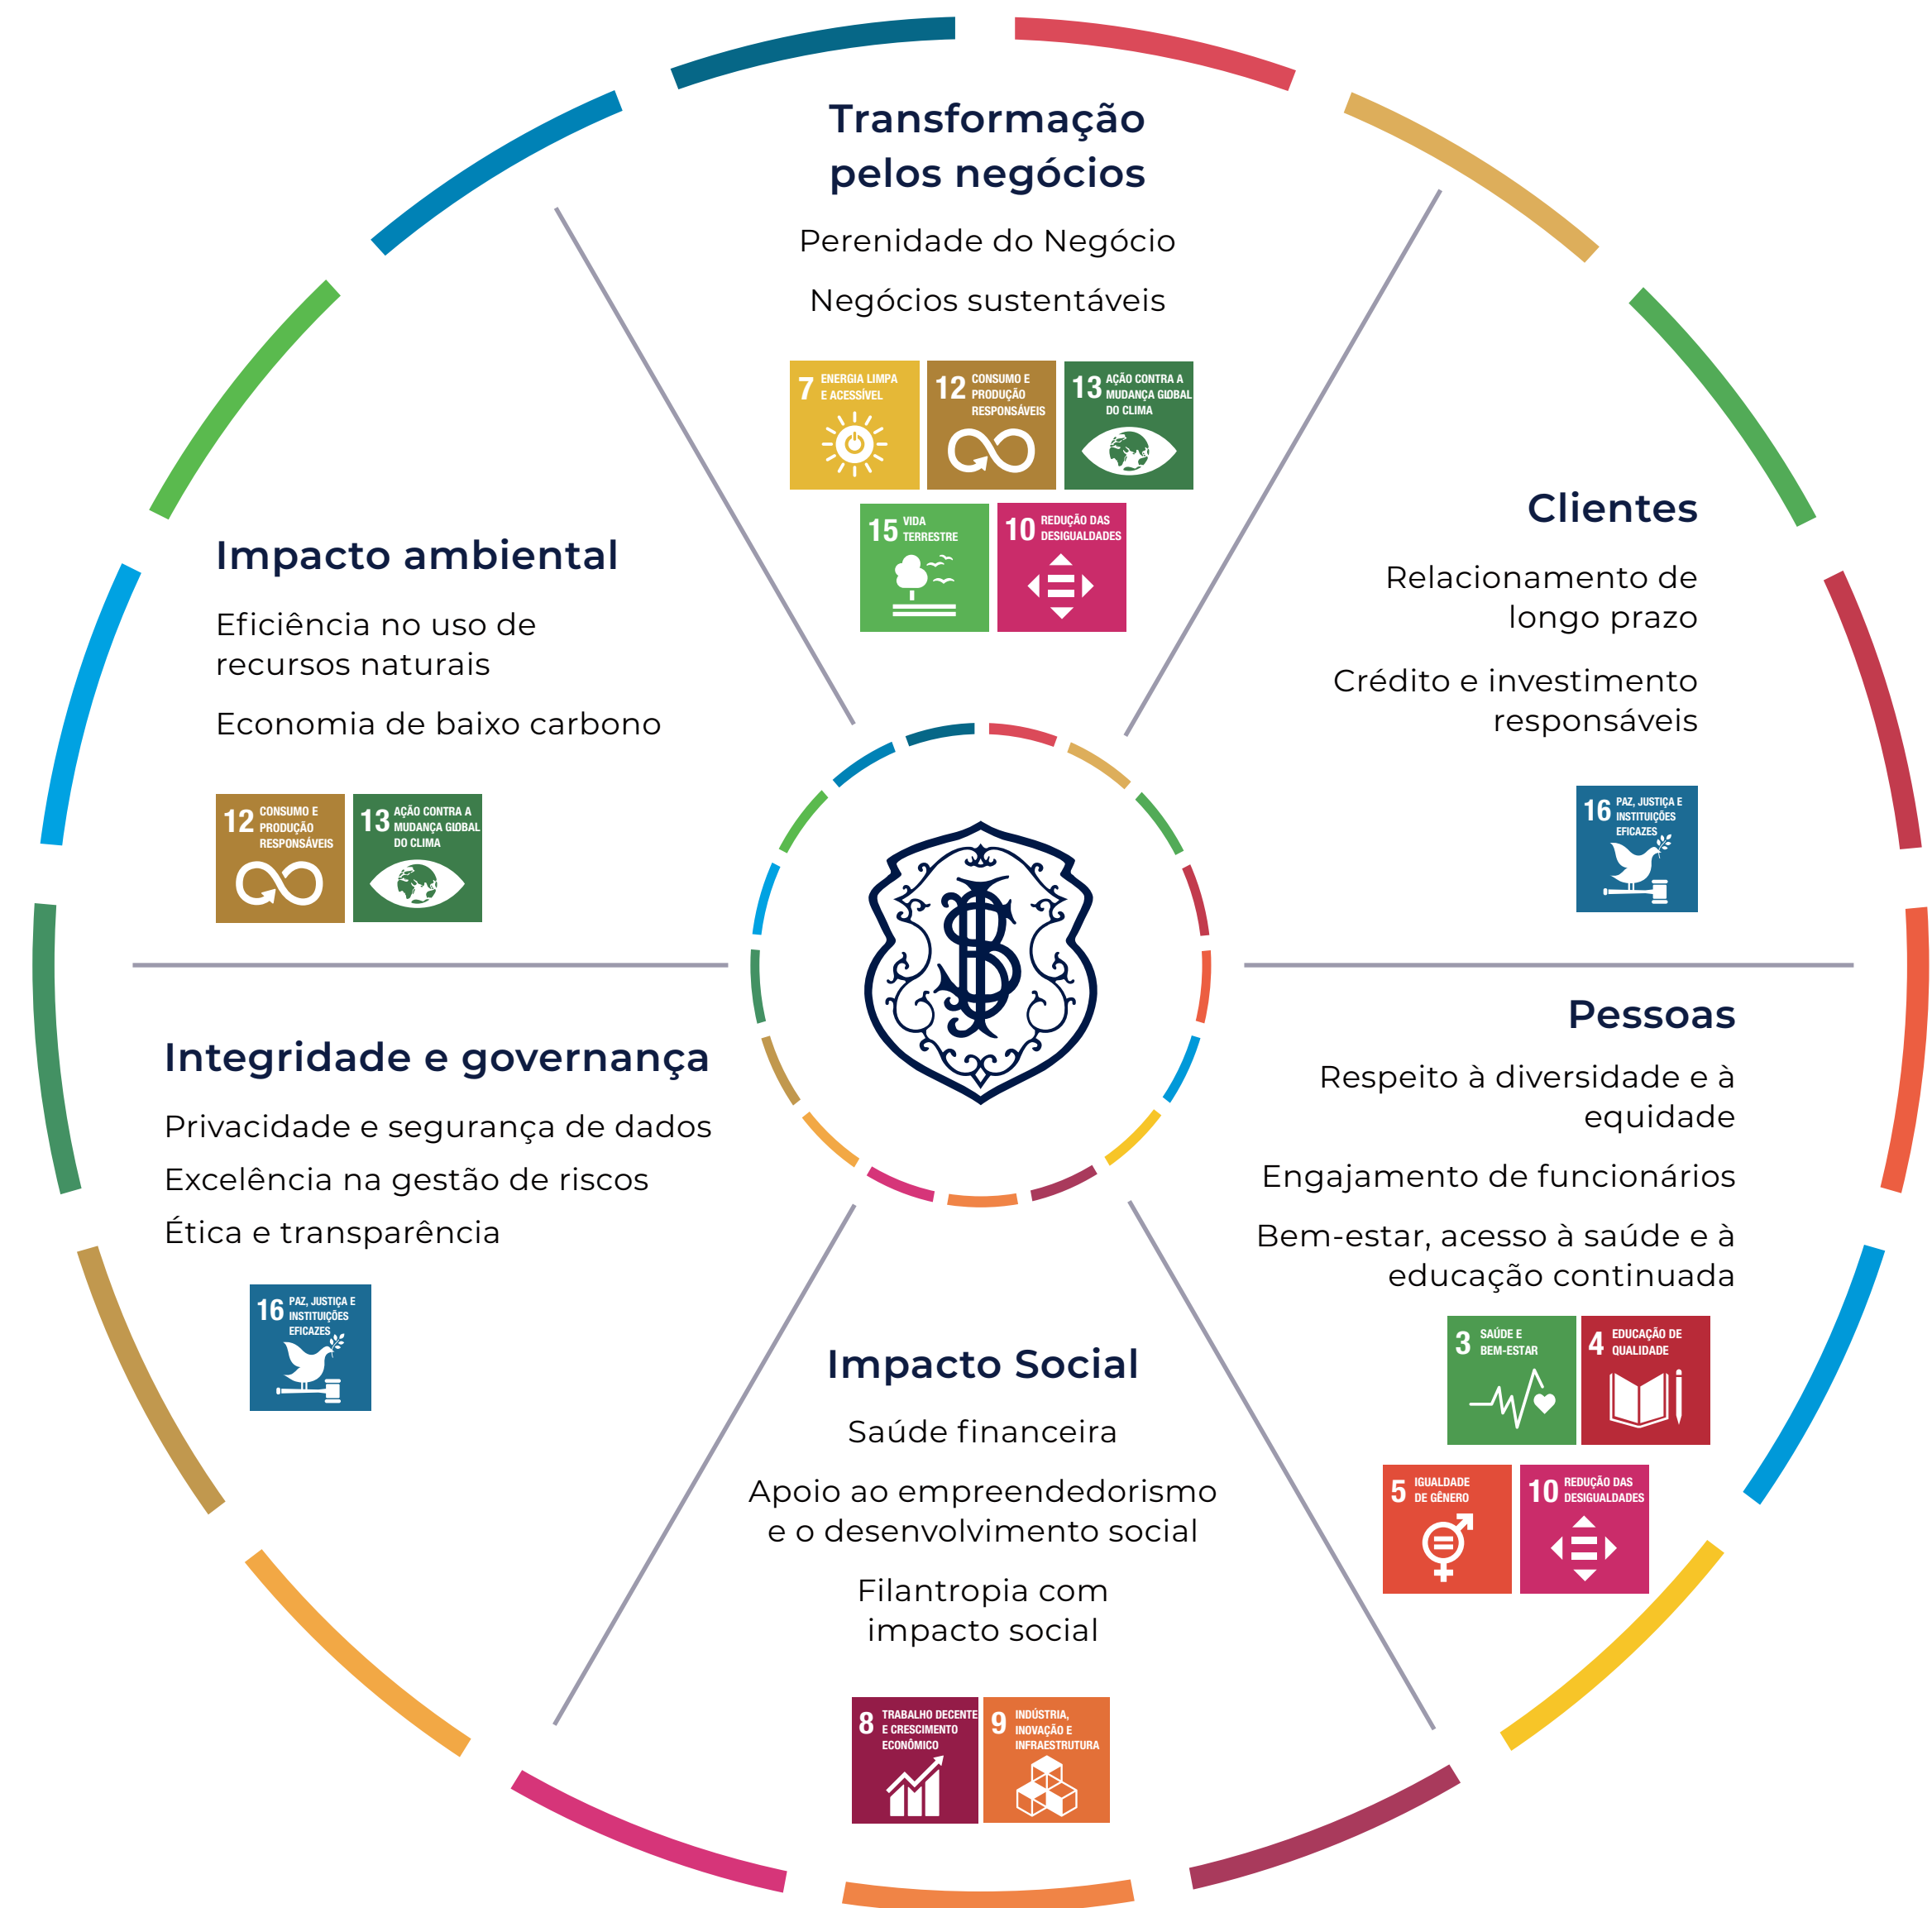 Transformação
pelos negócios
Perenidade do Negócio
Negócios sustentáveis
7 ENERGIA LIMPA
E ACESSÍVEL
12 CONSUMO E
PRODUÇÃO
RESPONSÁVEIS
13 AÇÃO CONTRA A
MUDANÇA GLOBAL
DO CLIMA
15 VIDA
TERRESTRE
10 REDUÇÃO DAS
DESIGUALDADES
Clientes
Relacionamento de
longo prazo
Crédito e investimento
responsáveis
16 PAZ, JUSTIÇA E
INSTITUIÇÕES
EFICAZES
Impacto ambiental
Eficiência no uso de
recursos naturais
Economia de baixo carbono
12 CONSUMO E
PRODUÇÃO
RESPONSÁVEIS
13 AÇÃO CONTRA A
MUDANÇA GLOBAL
DO CLIMA
Pessoas
Respeito à diversidade e à
equidade
Engajamento de funcionários
Bem-estar, acesso à saúde e à
educação continuada
3 SAÚDE E
BEM-ESTAR
4 EDUCAÇÃO DE
QUALIDADE
5 IGUALDADE
DE GÊNERO
10 REDUÇÃO DAS
DESIGUALDADES
Integridade e governança
Privacidade e segurança de dados
Excelência na gestão de riscos
Ética e transparência
16 PAZ, JUSTIÇA E
INSTITUIÇÕES
EFICAZES
Impacto Social
Saúde financeira
Apoio ao empreendedorismo
e o desenvolvimento social
Filantropia com
impacto social
8 TRABALHO DECENTE
E CRESCIMENTO
ECONÔMICO
9 INDÚSTRIA,
INOVAÇÃO E
INFRAESTRUTURA